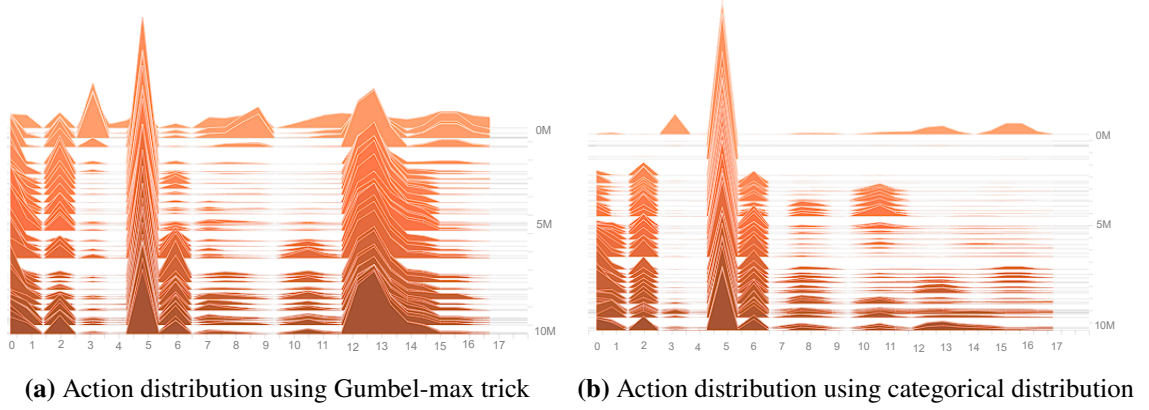 0M
5M
10M
0 1 2 3 4 5 6 7 8 9 10 11 12 13 14 15 16 17
(a) Action distribution using Gumbel-max trick
0M
5M
10M
0 1 2 3 4 5 6 7 8 9 10 11 12 13 14 15 16 17
(b) Action distribution using categorical distribution